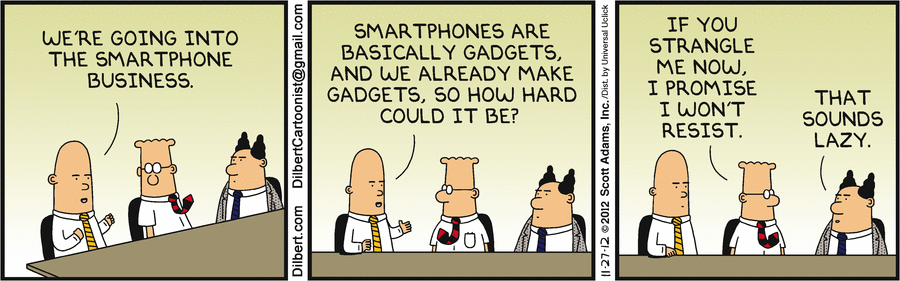 WE'RE GOING INTO
THE SMARTPHONE
BUSINESS.
DilbertCartoonist@gmail.com
Dilbert.com
SMARTPHONES ARE
BASICALLY GADGETS,
AND WE ALREADY MAKE
GADGETS, SO HOW HARD
COULD IT BE?
11-27-12 © 2012 Scott Adams, Inc. /Dist. by Universal Uclick
IF YOU
STRANGLE
ME NOW,
I PROMISE
I WON'T
RESIST.
THAT
SOUNDS
LAZY.